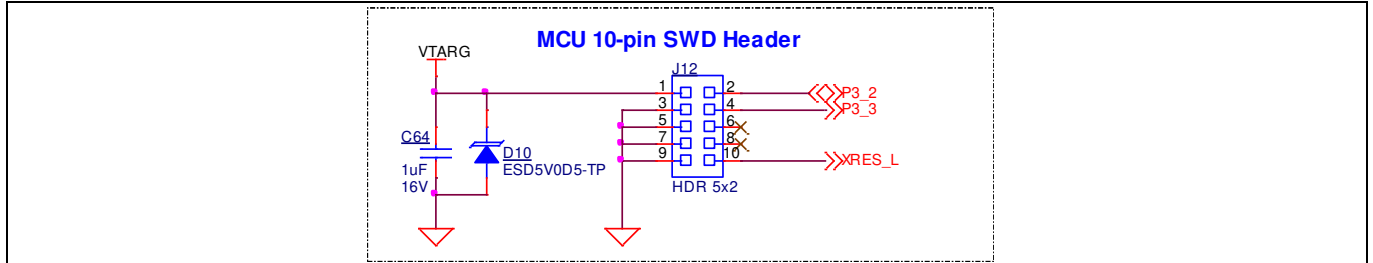 MCU 10-pin SWD Header
VTARG
J12
1 2 P3_2
3 4 P3_3
5 6
7 8
9 10 XRES_L
HDR 5x2
C64
1uF
16V
D10
ESD5V0D5-TP